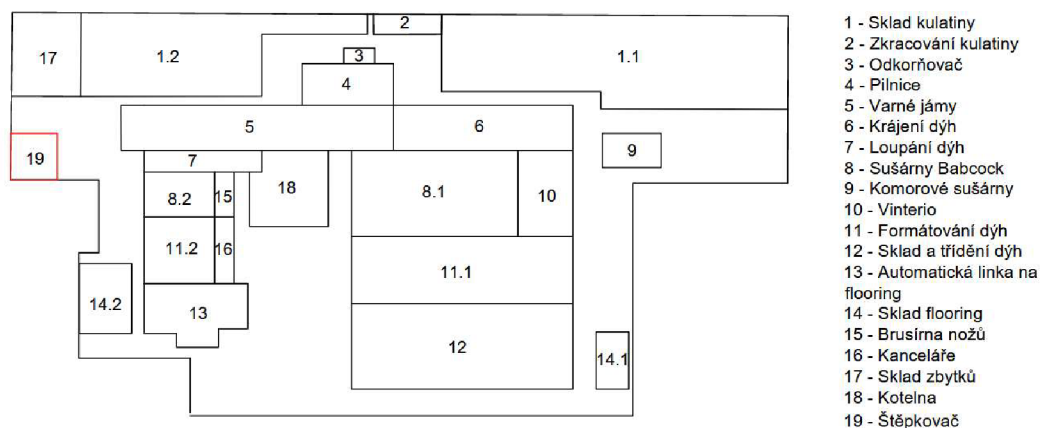 2
17
1.2
1.1
3
4
5
6
19
7
9
18
8.2
15
8.1
10
11.2
16
11.1
14.2
13
12
14.1
1 - Sklad kulatiny
2 - Zkracování kulatiny
3 - Odkorňovač
4 - Pilnice
5 - Varné jámy
6 - Krájení dýh
7 - Loupání dýh
8 - Sušárny Babcock
9 - Komorové sušárny
10 - Vinterio
11 - Formátování dýh
12 - Sklad a třídění dýh
13 - Automatická linka na
flooring
14 - Sklad flooring
15 - Brusírna nožů
16 - Kanceláře
17 - Sklad zbytků
18 - Kotelna
19 - Štěpkovač